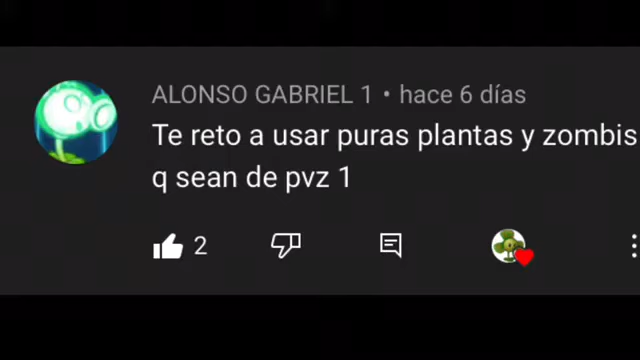 ALONSO GABRIEL 1 • hace 6 días
Te reto a usar puras plantas y zombis
q sean de pvz 1
2